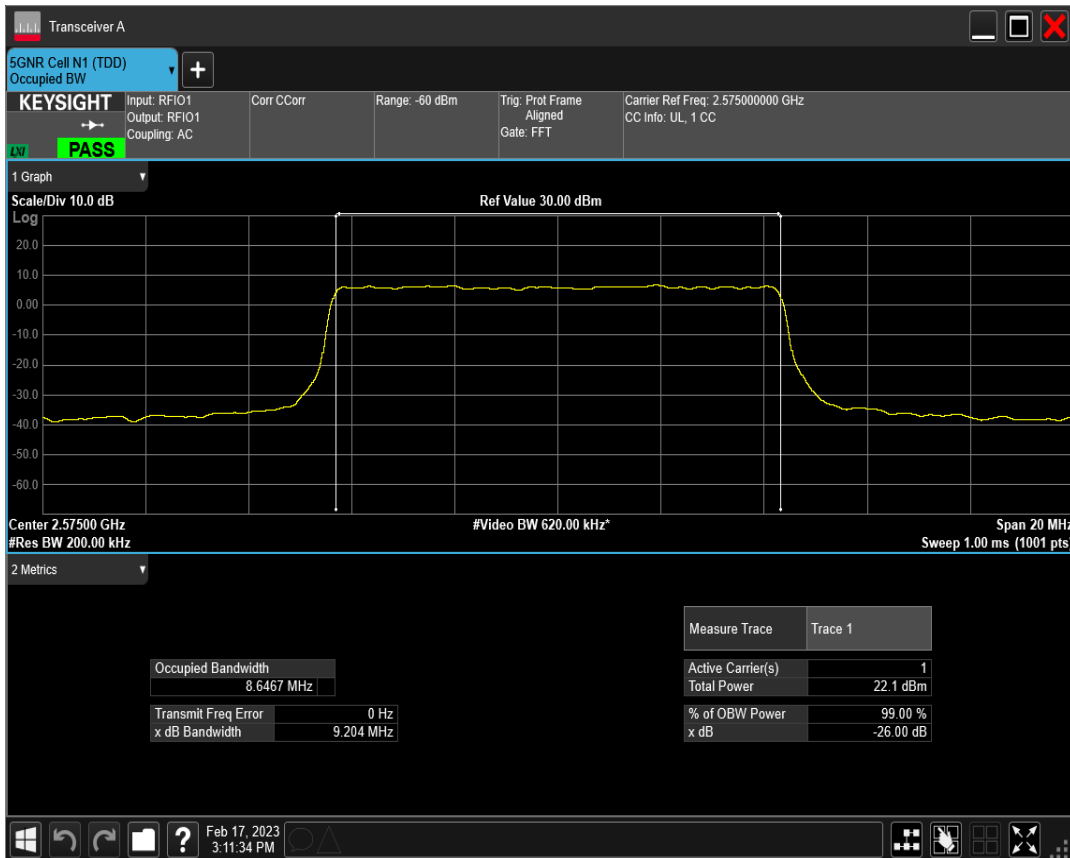 Transceiver A
5GNR Cell N1 (TDD)
Occupied BW
KEYSIGHT
LXI
PASS
Input: RFIO1
Output: RFIO1
Coupling: AC
Corr CCorr
Range: -60 dBm
Trig: Prot Frame
Aligned
Gate: FFT
Carrier Ref Freq: 2.575000000 GHz
CC Info: UL, 1 CC
1 Graph
Scale/Div 10.0 dB
Ref Value 30.00 dBm
Log
20.0
10.0
0.00
-10.0
-20.0
-30.0
-40.0
-50.0
-60.0
Center 2.57500 GHz
#Video BW 620.00 kHz*
Span 20 MHz
#Res BW 200.00 kHz
Sweep 1.00 ms (1001 pts)
2 Metrics
Measure Trace Trace 1
Occupied Bandwidth
8.6467 MHz
Active Carrier(s) 1
Total Power 22.1 dBm
Transmit Freq Error 0 Hz
x dB Bandwidth 9.204 MHz
% of OBW Power 99.00 %
x dB -26.00 dB
?
Feb 17, 2023
3:11:34 PM